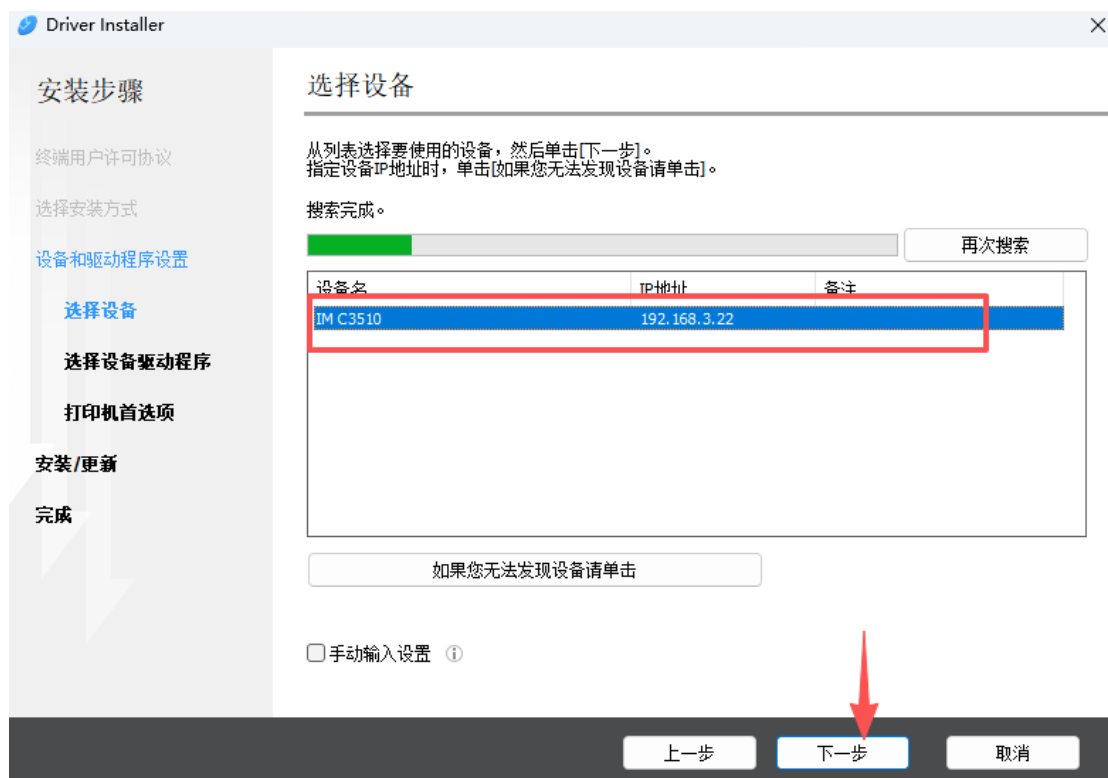 Driver Installer
安装步骤
终端用户许可协议
选择安装方式
设备和驱动程序设置
选择设备
选择设备驱动程序
打印机首选项
安装/更新
完成
选择设备
从列表选择要使用的设备，然后单击[下一步]。
指定设备IP地址时，单击[如果您无法发现设备请单击]。
搜索完成。
再次搜索
设备名 IP地址 备注
IM C3510 192.168.3.22
如果您无法发现设备请单击
手动输入设置
上一步 下一步 取消